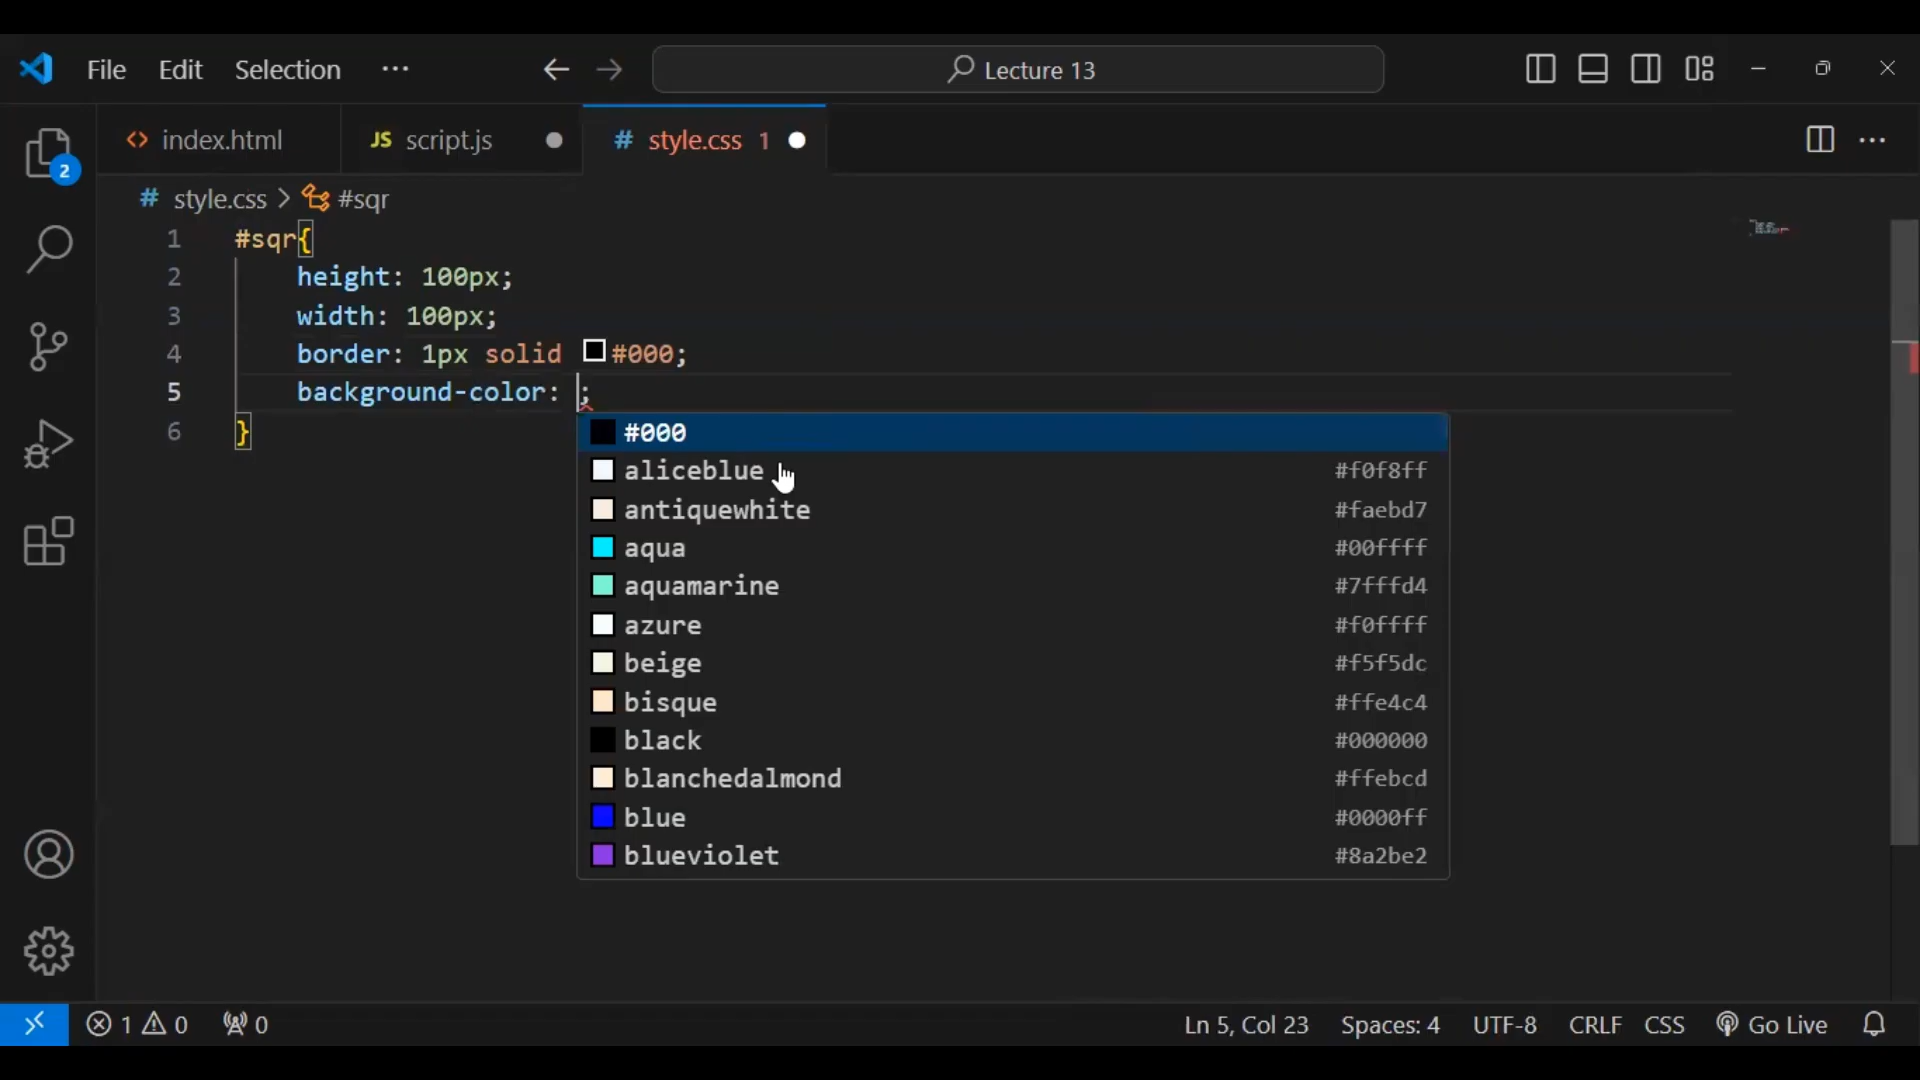 File Edit Selection ··· Lecture 13
index.html JS script.js # style.css 1
# style.css > #sqr
1 #sqr{
2 height: 100px;
3 width: 100px;
4 border: 1px solid #000;
5 background-color: ;
6 }
#000
aliceblue #f0f8ff
antiquewhite #faebd7
aqua #00ffff
aquamarine #7fffd4
azure #f0ffff
beige #f5f5dc
bisque #ffe4c4
black #000000
blanchedalmond #ffebcd
blue #0000ff
blueviolet #8a2be2
2
1 0 0 Ln 5, Col 23 Spaces: 4 UTF-8 CRLF CSS Go Live